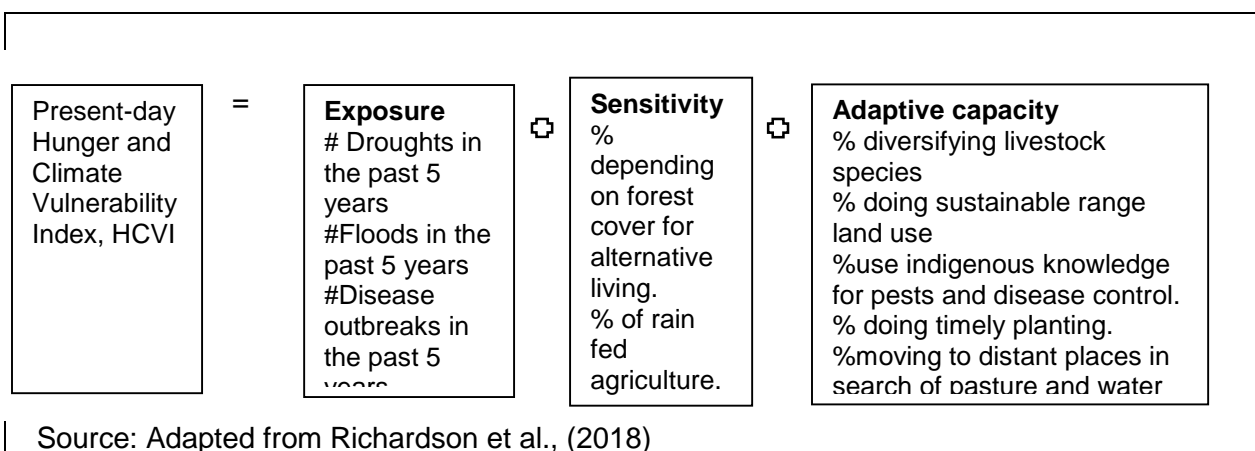 Present-day
Hunger and
Climate
Vulnerability
Index, HCVI
=
Exposure
# Droughts in
the past 5
years
#Floods in the
past 5 years
#Disease
outbreaks in
the past 5
years
Sensitivity
%
depending
on forest
cover for
alternative
living.
% of rain
fed
agriculture.
Adaptive capacity
% diversifying livestock
species
% doing sustainable range
land use
%use indigenous knowledge
for pests and disease control.
% doing timely planting.
%moving to distant places in
search of pasture and water
Source: Adapted from Richardson et al., (2018)